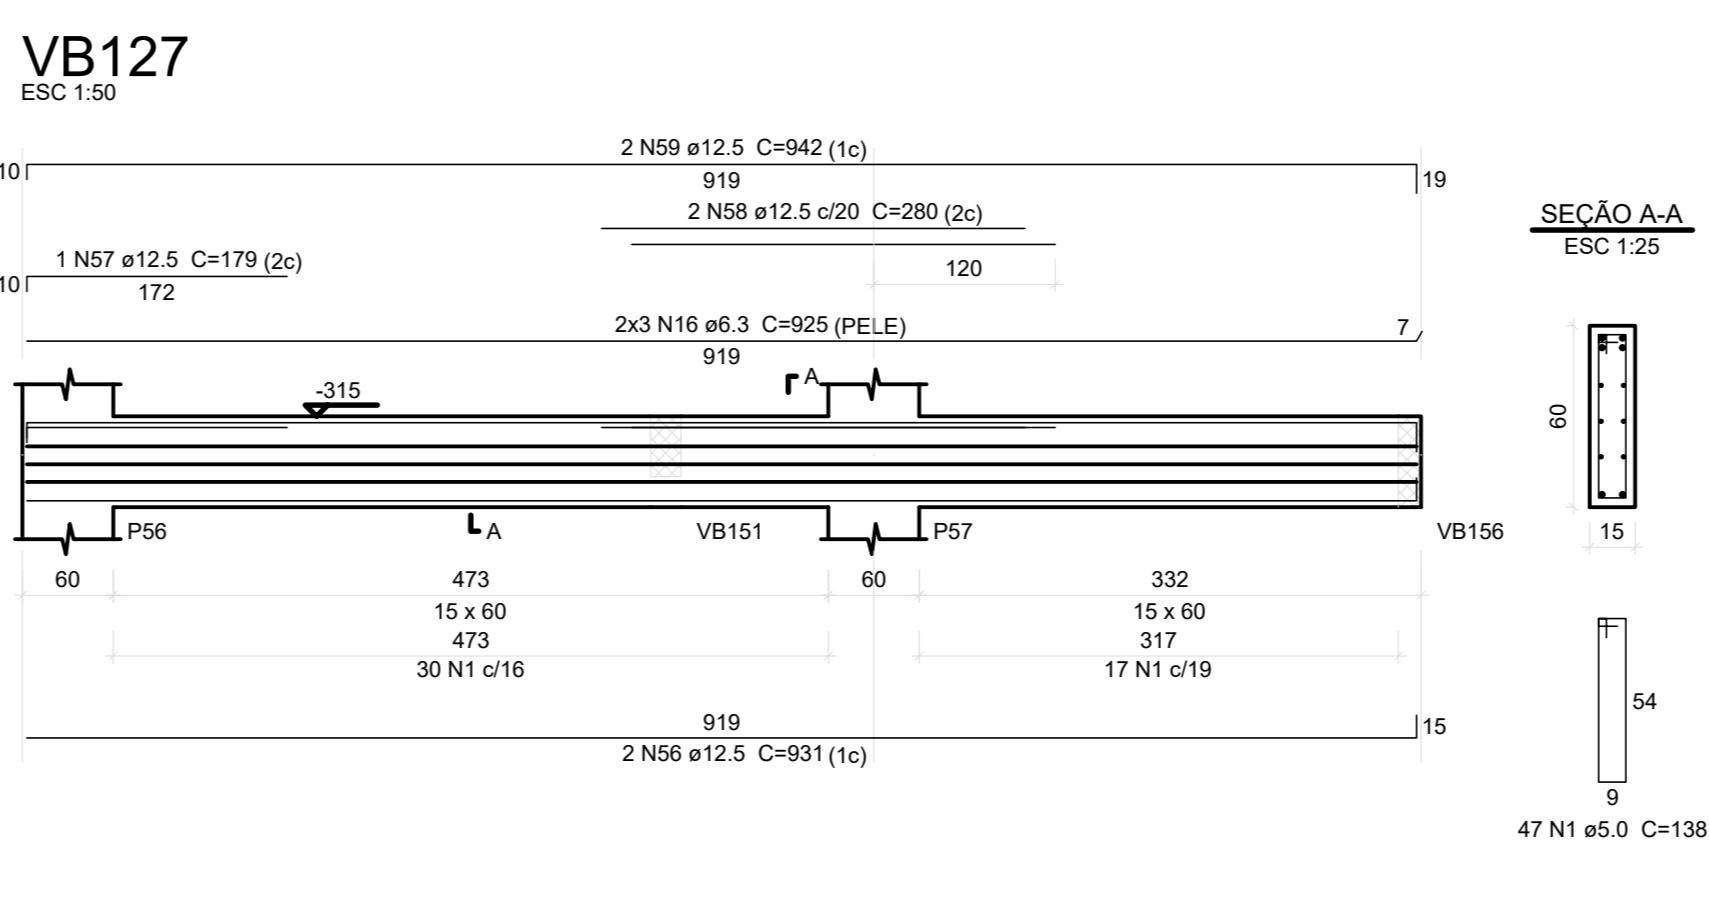 VB127
ESC 1:50
2 N59 ø12.5 C=942 (1c)
10
919
19
2 N58 ø12.5 c/20 C=280 (2c)
SEÇÃO A-A
ESC 1:25
1 N57 ø12.5 C=179 (2c)
120
10
172
2x3 N16 ø6.3 C=925 (PELE)
7
919
A
-315
60
P56
A
VB151
P57
VB156
15
60
473
60
332
15 x 60
15 x 60
473
317
30 N1 c/16
17 N1 c/19
54
919
15
2 N56 ø12.5 C=931 (1c)
9
47 N1 ø5.0 C=138